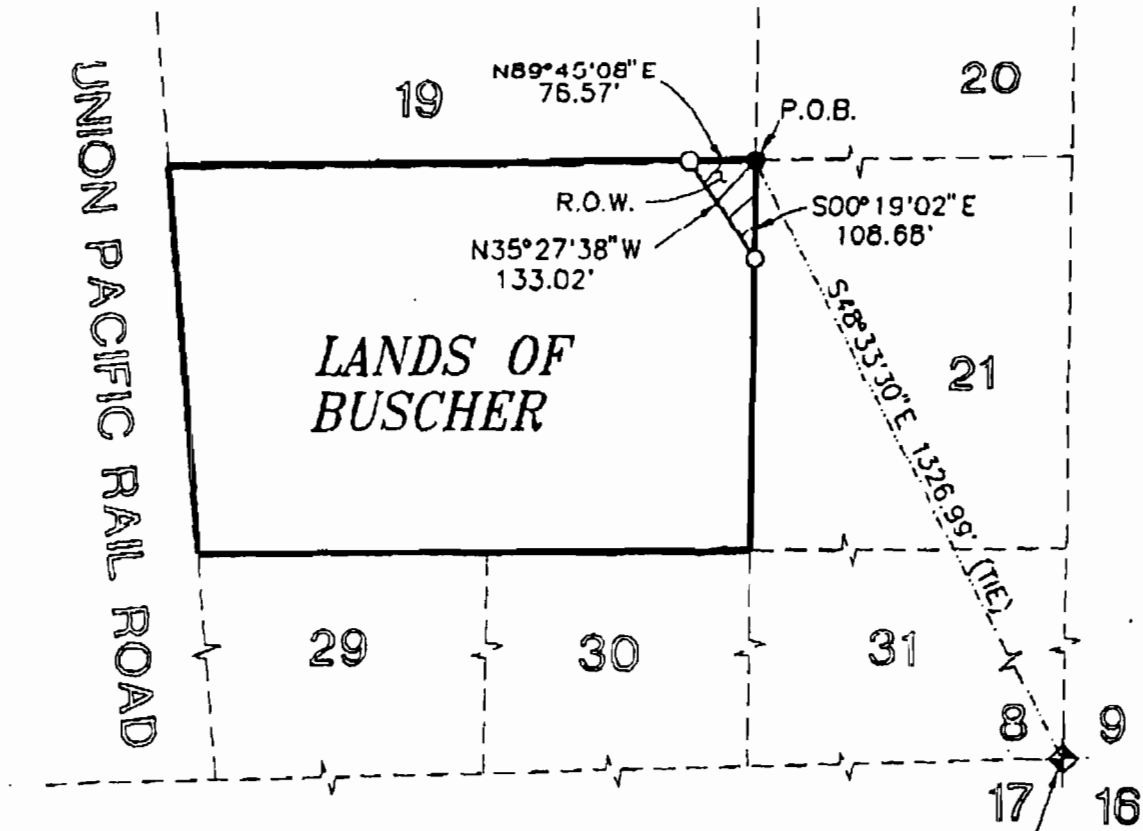 UNION PACIFIC RAIL ROAD
19
N89°45'08"E
76.57'
20
P.O.B.
R.O.W.
S00°19'02"E
108.68'
N35°27'38"W
133.02'
LANDS OF
BUSCHER
S48°33'30"E 1326.99' (TIE)
21
29
30
31
8
9
17
16